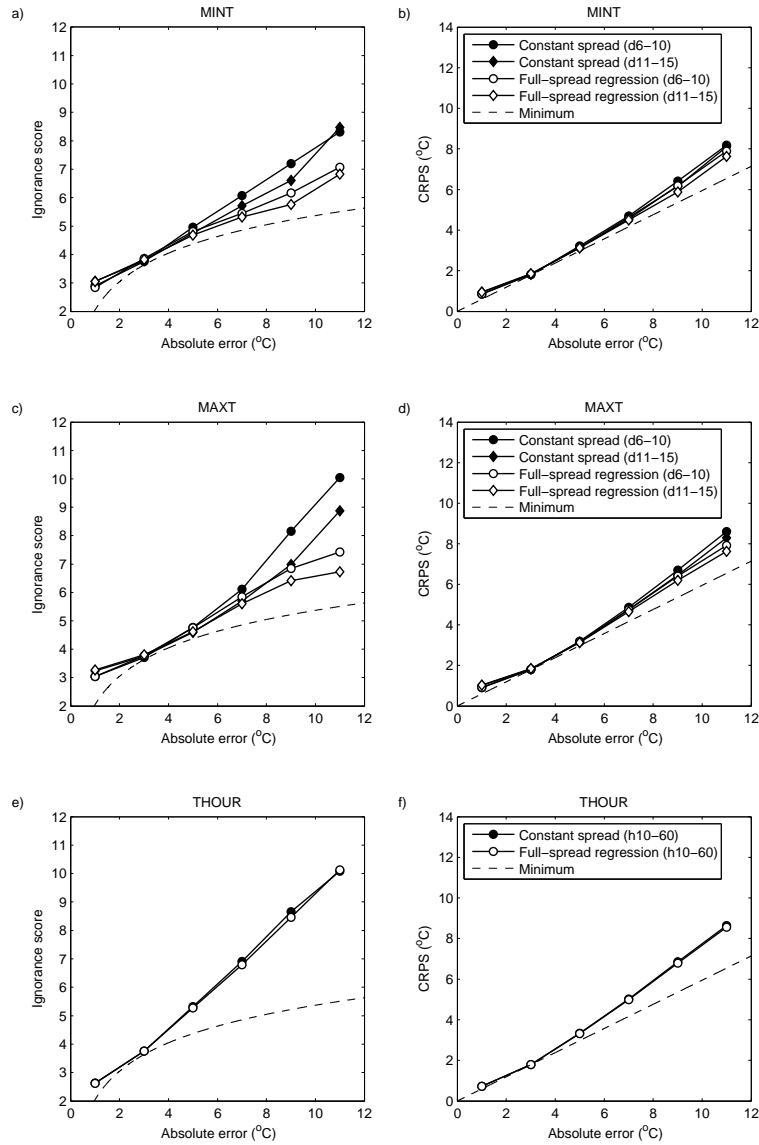 a)
MINT
12
11
10
9
8
7
6
5
4
3
2
Ignorance score
0 2 4 6 8 10 12
Absolute error (°C)
b)
MINT
14
12
10
8
6
4
2
0
CRPS (°C)
Constant spread (d6−10)
Constant spread (d11−15)
Full−spread regression (d6−10)
Full−spread regression (d11−15)
Minimum
0 2 4 6 8 10 12
Absolute error (°C)
c)
MAXT
12
11
10
9
8
7
6
5
4
3
2
Ignorance score
0 2 4 6 8 10 12
Absolute error (°C)
d)
MAXT
14
12
10
8
6
4
2
0
CRPS (°C)
Constant spread (d6−10)
Constant spread (d11−15)
Full−spread regression (d6−10)
Full−spread regression (d11−15)
Minimum
0 2 4 6 8 10 12
Absolute error (°C)
e)
THOUR
12
11
10
9
8
7
6
5
4
3
2
Ignorance score
0 2 4 6 8 10 12
Absolute error (°C)
f)
THOUR
14
12
10
8
6
4
2
0
CRPS (°C)
Constant spread (h10−60)
Full−spread regression (h10−60)
Minimum
0 2 4 6 8 10 12
Absolute error (°C)